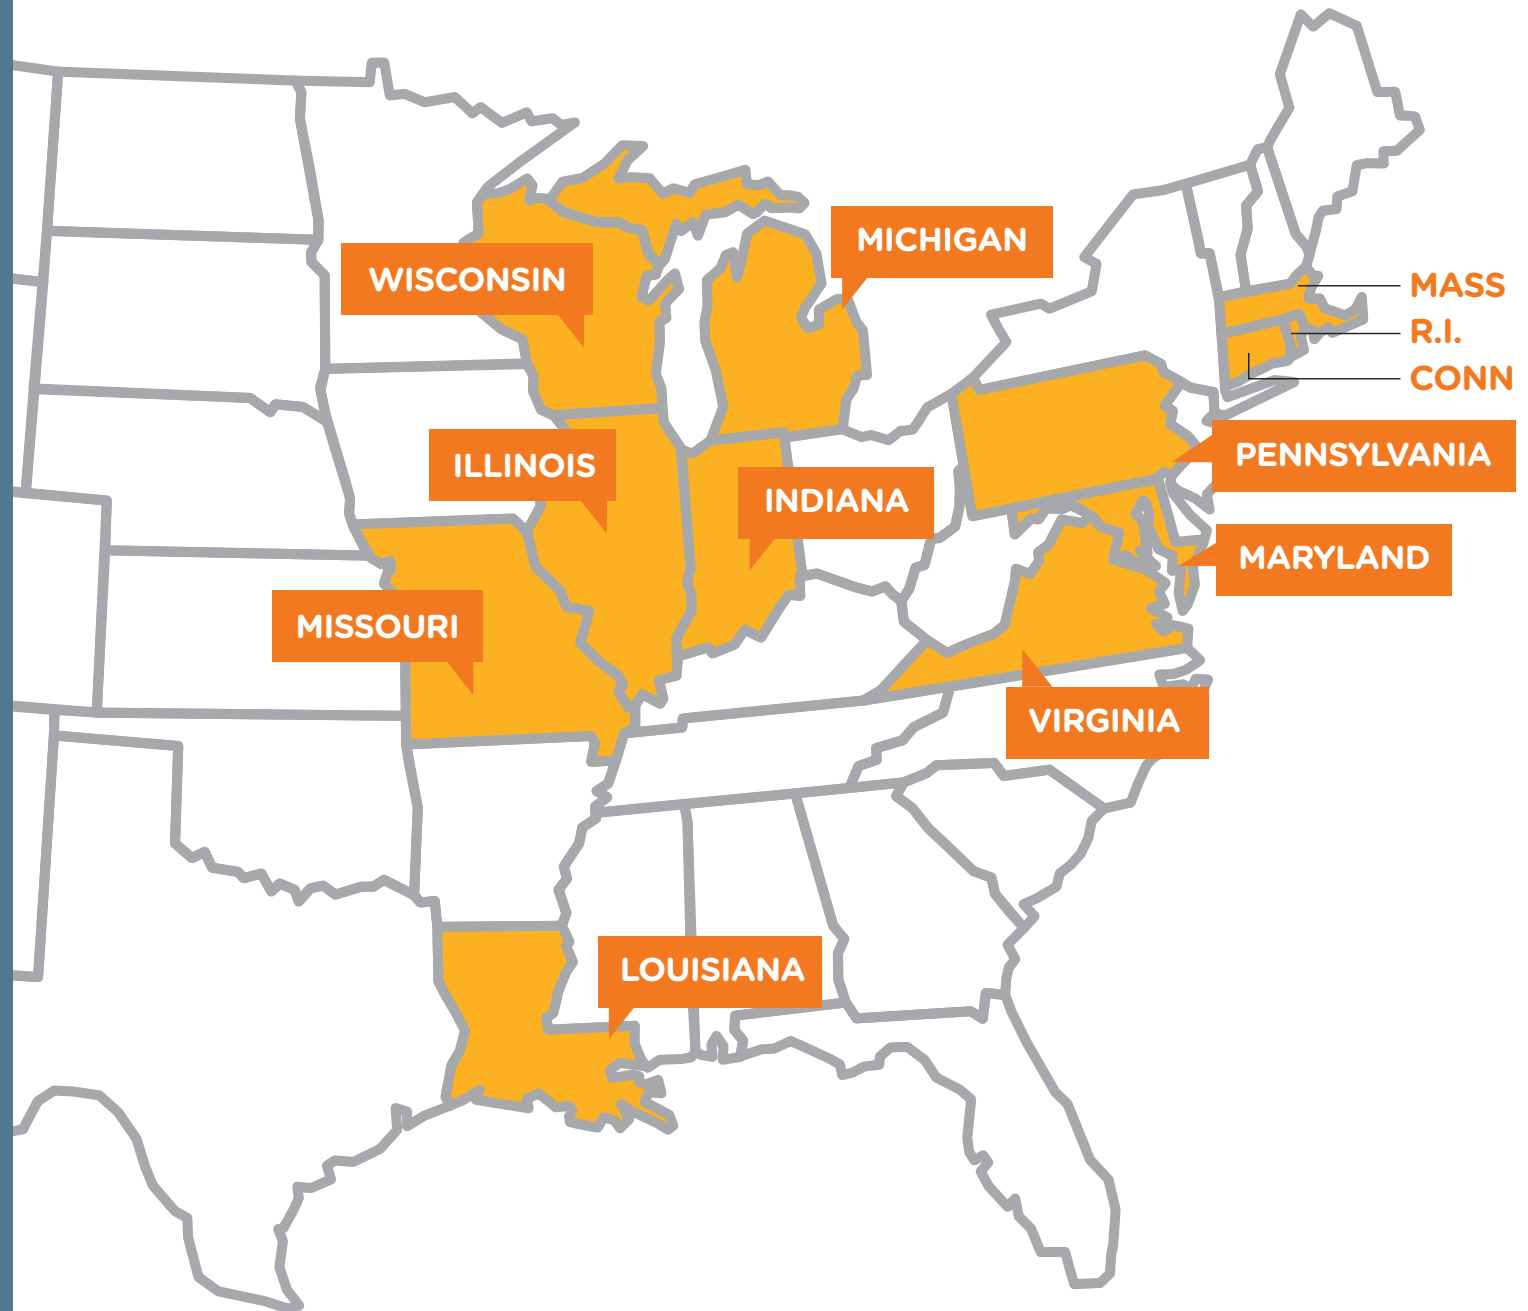 MICHIGAN
WISCONSIN
MASS
R.I.
CONN
ILLINOIS
PENNSYLVANIA
INDIANA
MARYLAND
MISSOURI
VIRGINIA
LOUISIANA